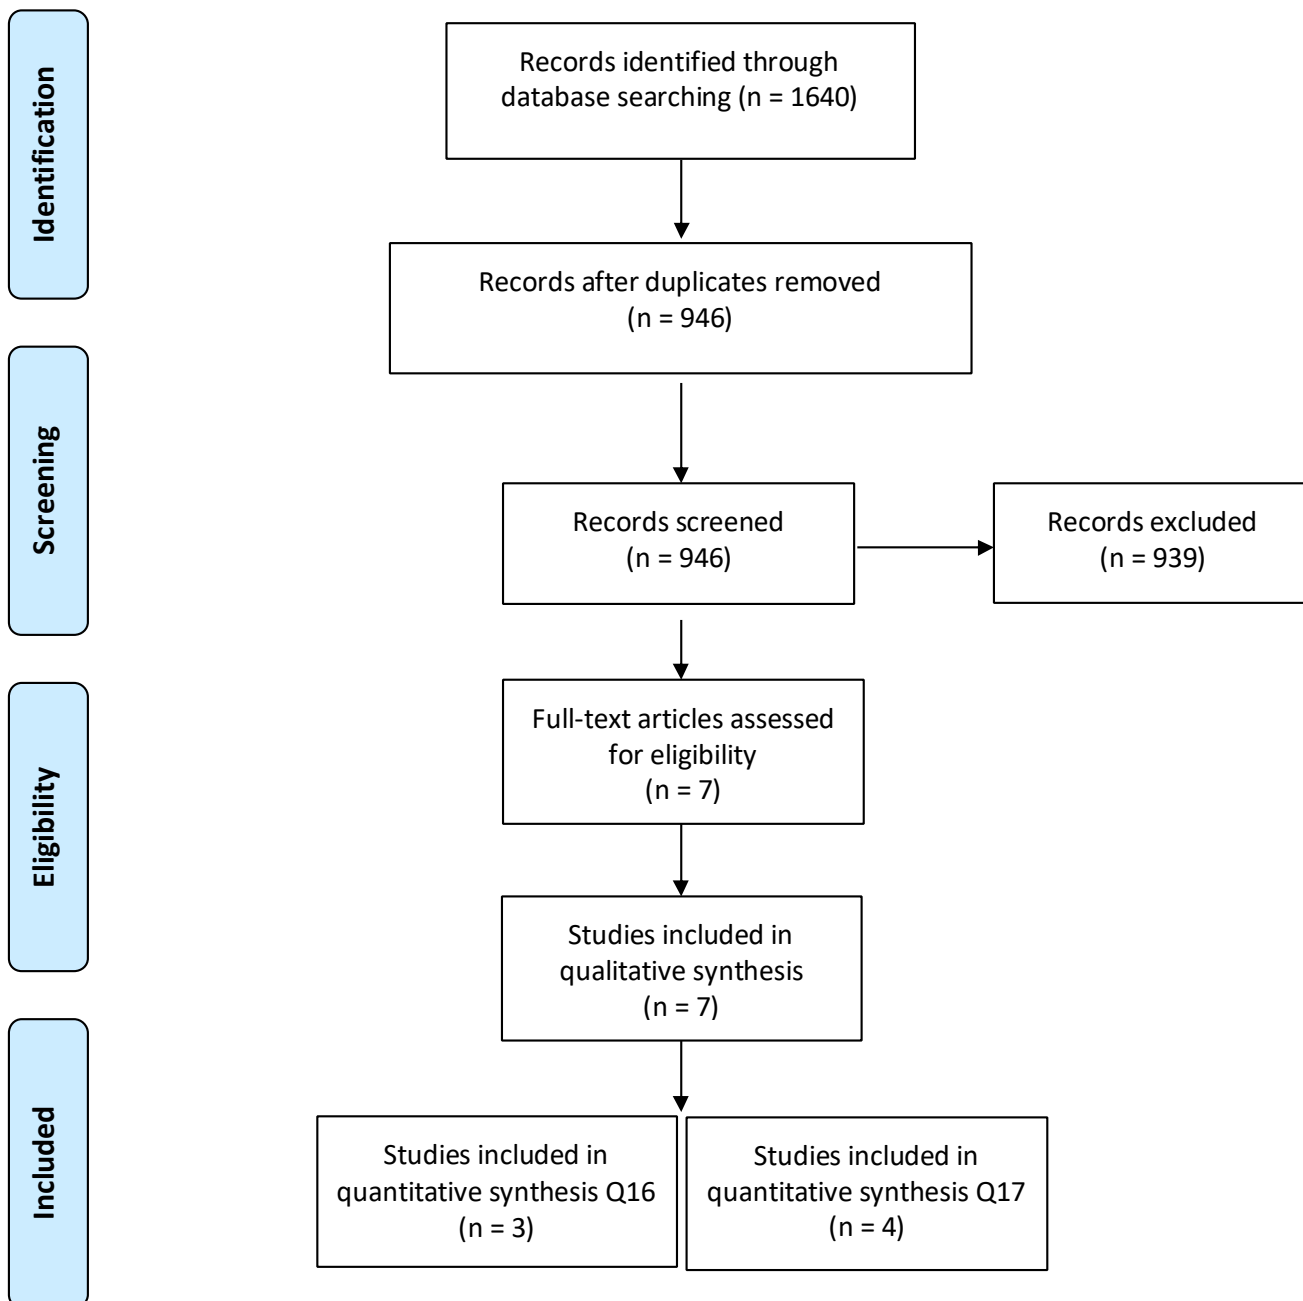 Identification
Records identified through
database searching (n = 1640)
Records after duplicates removed
(n = 946)
Screening
Records screened
(n = 946)
Records excluded
(n = 939)
Eligibility
Full-text articles assessed
for eligibility
(n = 7)
Studies included in
qualitative synthesis
(n = 7)
Included
Studies included in
quantitative synthesis Q16
(n = 3)
Studies included in
quantitative synthesis Q17
(n = 4)